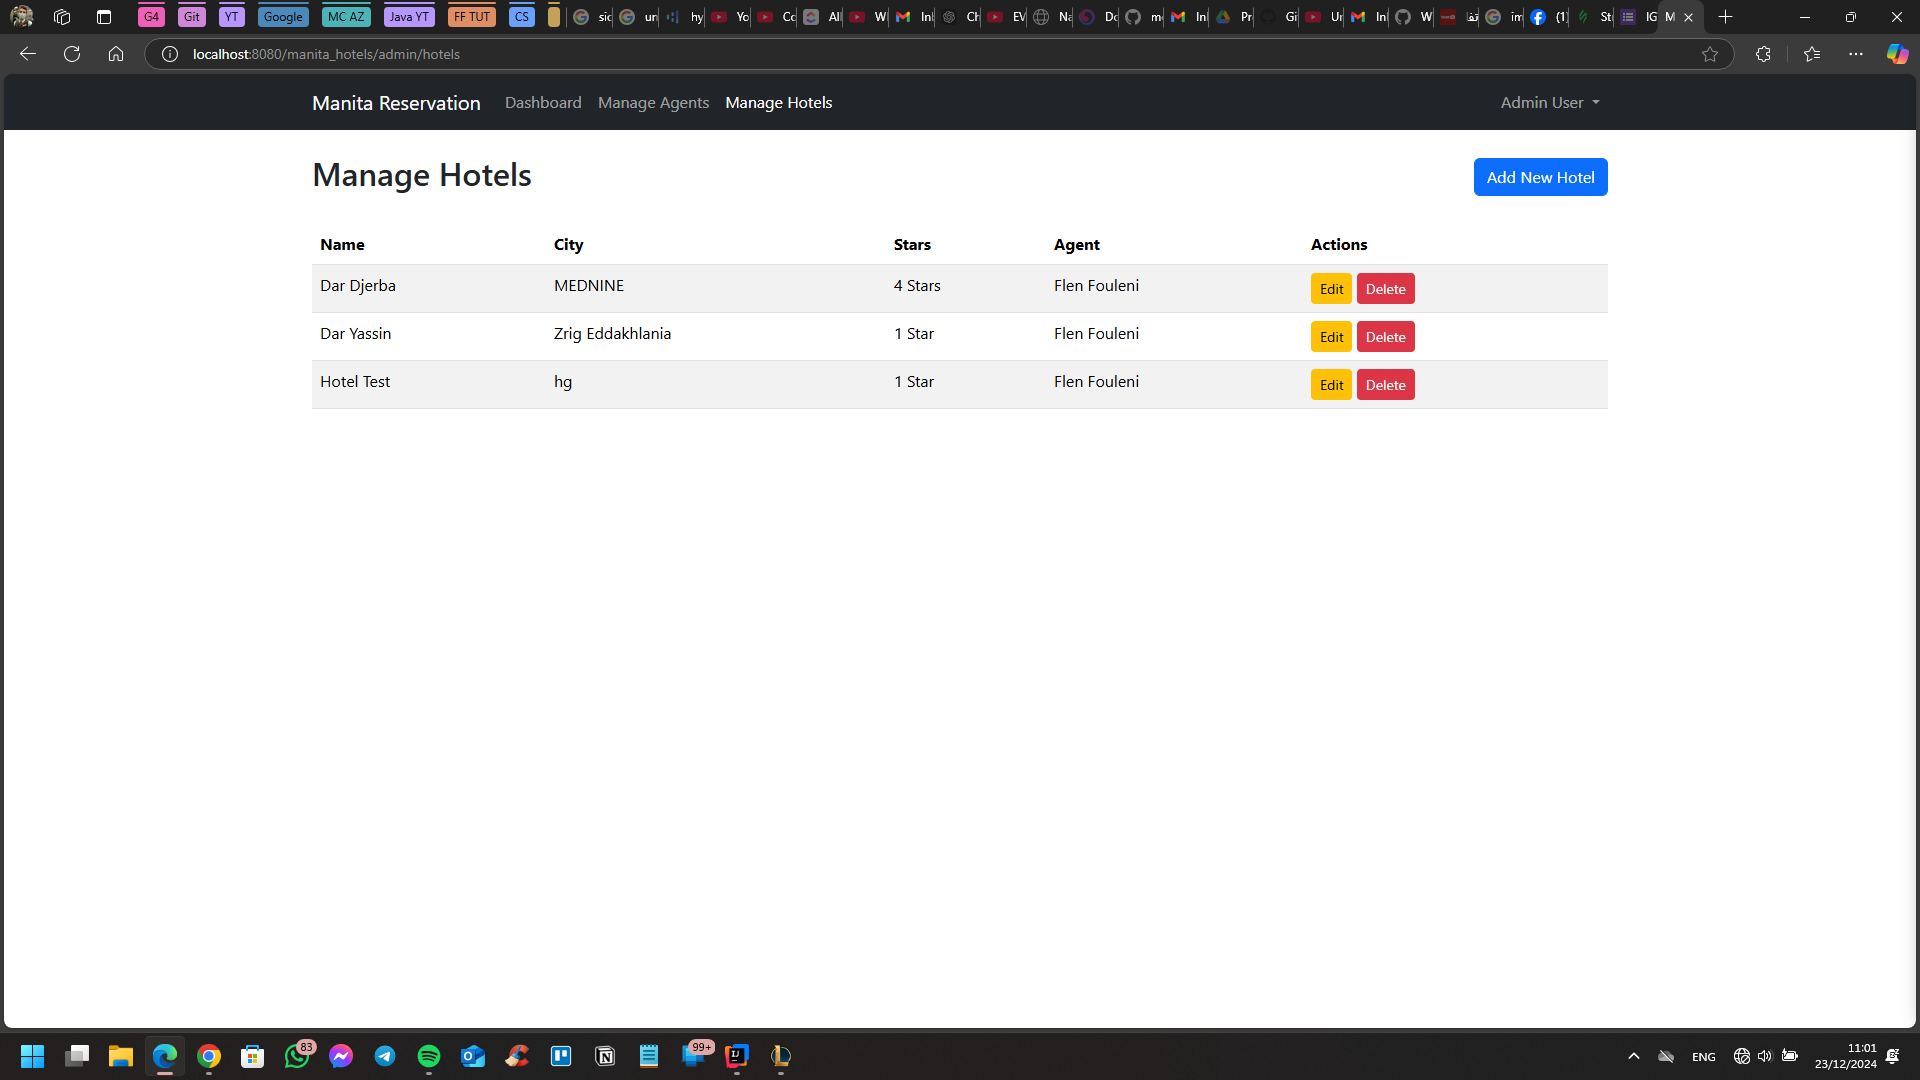 G4 Git YT Google MC AZ Java YT FF TUT CS
localhost:8080/manita_hotels/admin/hotels
Manita Reservation Dashboard Manage Agents Manage Hotels Admin User
Manage Hotels Add New Hotel
Name City Stars Agent Actions
Dar Djerba MEDNINE 4 Stars Flen Fouleni Edit Delete
Dar Yassin Zrig Eddakhlania 1 Star Flen Fouleni Edit Delete
Hotel Test hg 1 Star Flen Fouleni Edit Delete
83
99+
ENG
11:01
23/12/2024